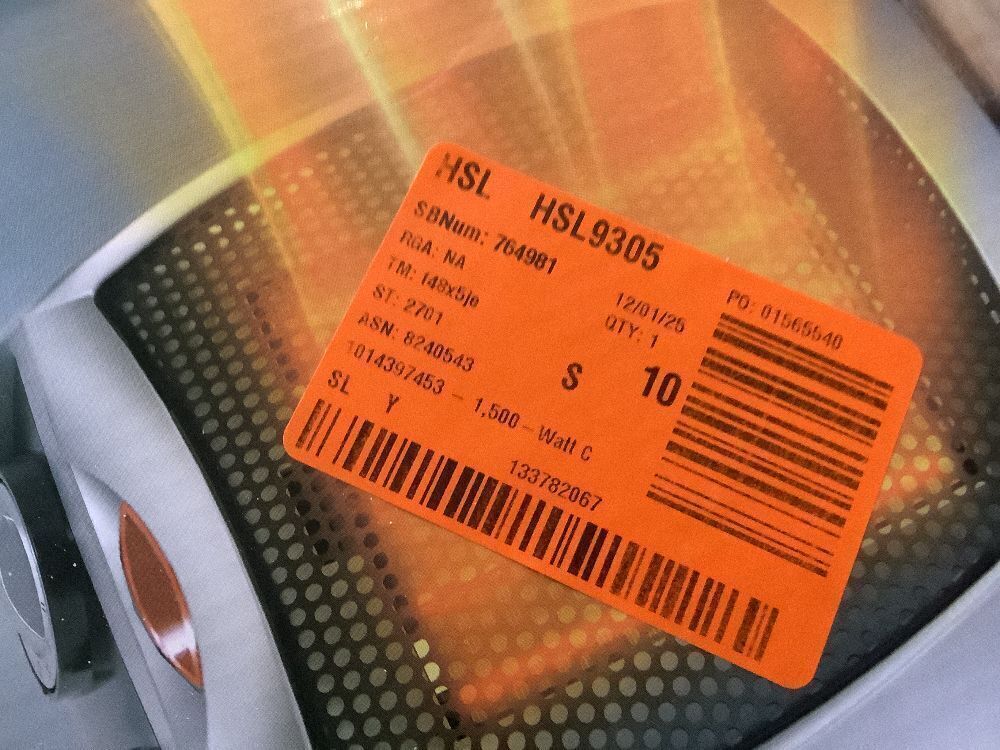 HSL HSL9305
SBNum: 764981
RGA: NA
TM: 148x5|e
ST: 2701
ASN: 8240543
1014397453 - 1,500 - Watt C
SL Y
12/01/25
QTY: 1
S 10
PO: 01565540
133782067